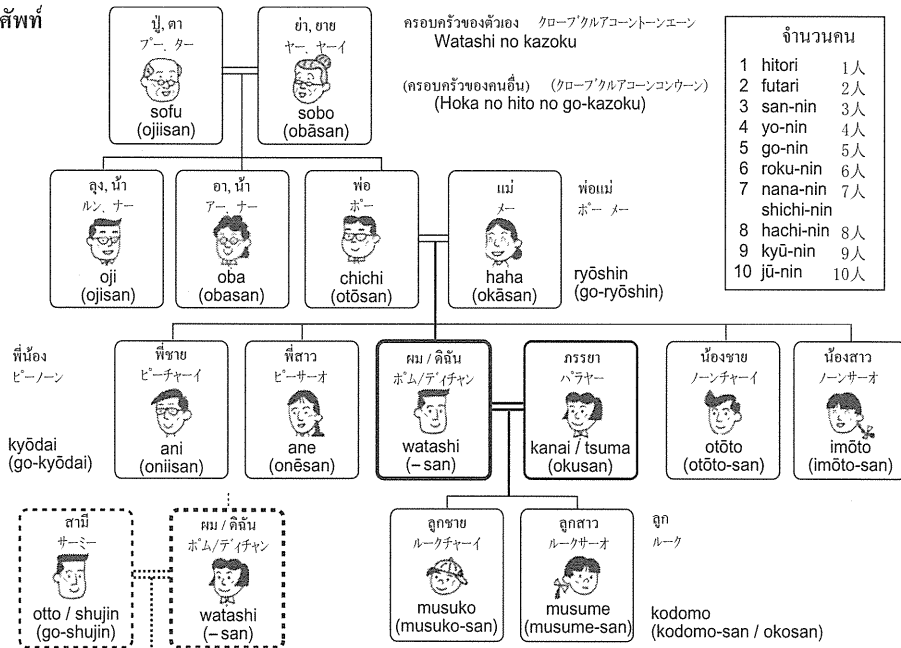 ศัพท์
ปู่, ตา
プー, ター
sofu
(ojiisan)
ย่า, ยาย
ヤー, ヤーイ
sobo
(obāsan)
ครอบครัวของตัวเอง クローブクルアコーントーンエーン
Watashi no kazoku
(ครอบครัวของคนอื่น) (クローブクルアコーンコンウーン)
(Hoka no hito no go-kazoku)
จำนวนคน
1 hitori 1人
2 futari 2人
3 san-nin 3人
4 yo-nin 4人
5 go-nin 5人
6 roku-nin 6人
7 nana-nin 7人
shichi-nin
8 hachi-nin 8人
9 kyū-nin 9人
10 jū-nin 10人
ลุง, น้า
ルン, ナー
oji
(ojisan)
อา, น้า
アー, ナー
oba
(obasan)
พ่อ
ポー
chichi
(otōsan)
แม่
メー
haha
(okāsan)
พ่อแม่
ポー メー
ryōshin
(go-ryōshin)
พี่น้อง
ピーノーン
kyōdai
(go-kyōdai)
พี่ชาย
ピーチャーイ
ani
(oniisan)
พี่สาว
ピーサーオ
ane
(onēsan)
ผม / ดิฉัน
ポム/ディチャン
watashi
(–san)
ภรรยา
パラヤー
kanai / tsuma
(okusan)
น้องชาย
ノーンチャーイ
otōto
(otōto-san)
น้องสาว
ノーンサーオ
imōto
(imōto-san)
สามี
サーミー
otto / shujin
(go-shujin)
ผม / ดิฉัน
ポム/ディチャン
watashi
(–san)
ลูกชาย
ルークチャーイ
musuko
(musuko-san)
ลูกสาว
ルークサーオ
musume
(musume-san)
ลูก
ルーク
kodomo
(kodomo-san / okosan)